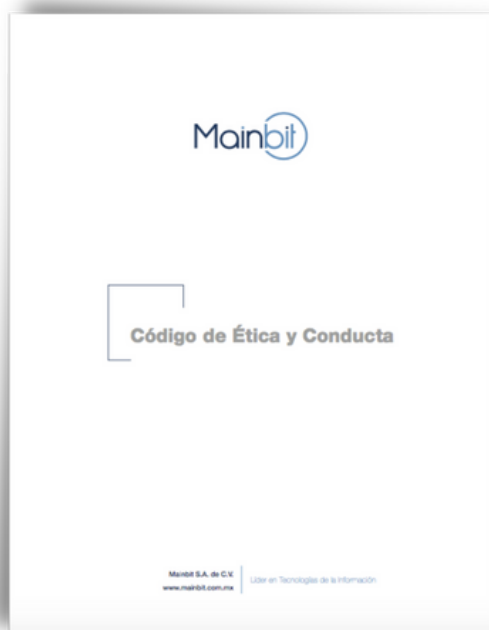 Mainbit
Código de Ética y Conducta
Mainbit S.A. de C.V.
www.mainbit.com.mx
Líder en Tecnologías de la Información